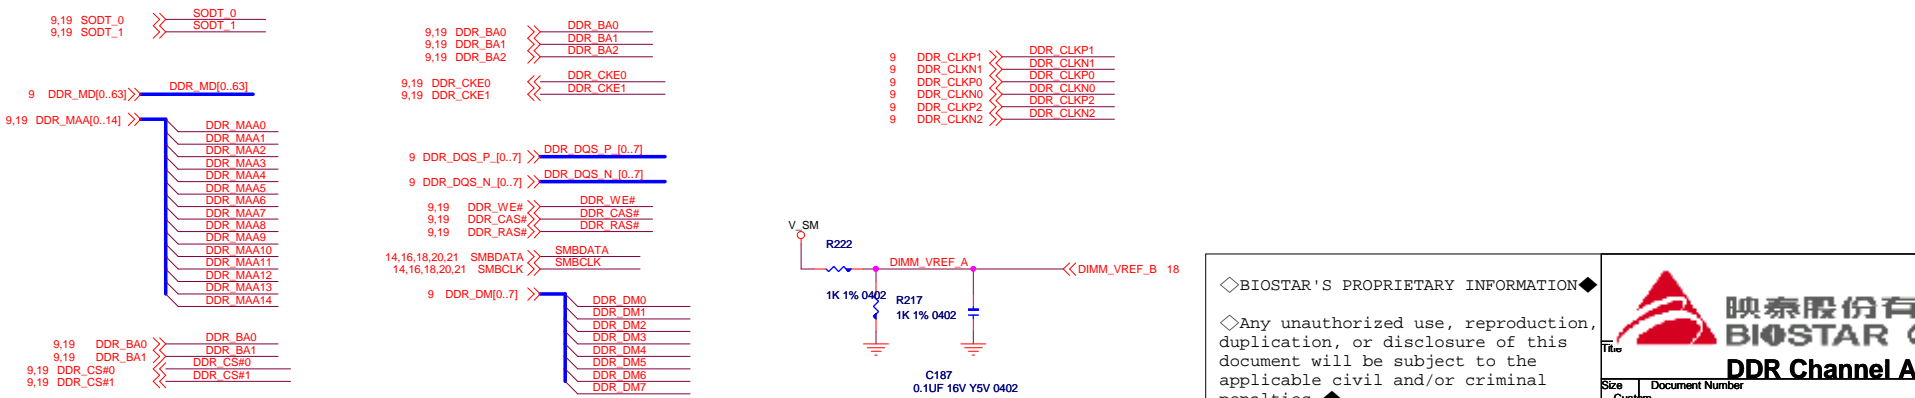 9,19 SODT_0 SODT_0
9,19 SODT_1 SODT_1
9 DDR_MD[0..63] DDR_MD[0..63]
9,19 DDR_MAA[0..14]
DDR_MAA0
DDR_MAA1
DDR_MAA2
DDR_MAA3
DDR_MAA4
DDR_MAA5
DDR_MAA6
DDR_MAA7
DDR_MAA8
DDR_MAA9
DDR_MAA10
DDR_MAA11
DDR_MAA12
DDR_MAA13
DDR_MAA14
9,19 DDR_BA0 DDR_BA0
9,19 DDR_BA1 DDR_BA1
9,19 DDR_CS#0 DDR_CS#0
9,19 DDR_CS#1 DDR_CS#1
9,19 DDR_BA0 DDR_BA0
9,19 DDR_BA1 DDR_BA1
9,19 DDR_BA2 DDR_BA2
9,19 DDR_CKE0 DDR_CKE0
9,19 DDR_CKE1 DDR_CKE1
9 DDR_DQS_P_[0..7] DDR_DQS_P_[0..7]
9 DDR_DQS_N_[0..7] DDR_DQS_N_[0..7]
9,19 DDR_WE# DDR_WE#
9,19 DDR_CAS# DDR_CAS#
9,19 DDR_RAS# DDR_RAS#
14,16,18,20,21 SMBDATA SMBDATA
14,16,18,20,21 SMBCLK SMBCLK
9 DDR_DM[0..7]
DDR_DM0
DDR_DM1
DDR_DM2
DDR_DM3
DDR_DM4
DDR_DM5
DDR_DM6
DDR_DM7
9 DDR_CLKP1 DDR_CLKP1
9 DDR_CLKN1 DDR_CLKN1
9 DDR_CLKP0 DDR_CLKP0
9 DDR_CLKN0 DDR_CLKN0
9 DDR_CLKP2 DDR_CLKP2
9 DDR_CLKN2 DDR_CLKN2
V_SM
R222
DIMM_VREF_A
DIMM_VREF_B 18
1K 1% 0402
R217
1K 1% 0402
C187
0.1UF 16V Y5V 0402
◇BIOSTAR'S PROPRIETARY INFORMATION◆
◇Any unauthorized use, reproduction,
duplication, or disclosure of this
document will be subject to the
applicable civil and/or criminal
penalties.◆
映泰股份有
BIOSTAR
Title
DDR Channel A
Size Document Number
Custom